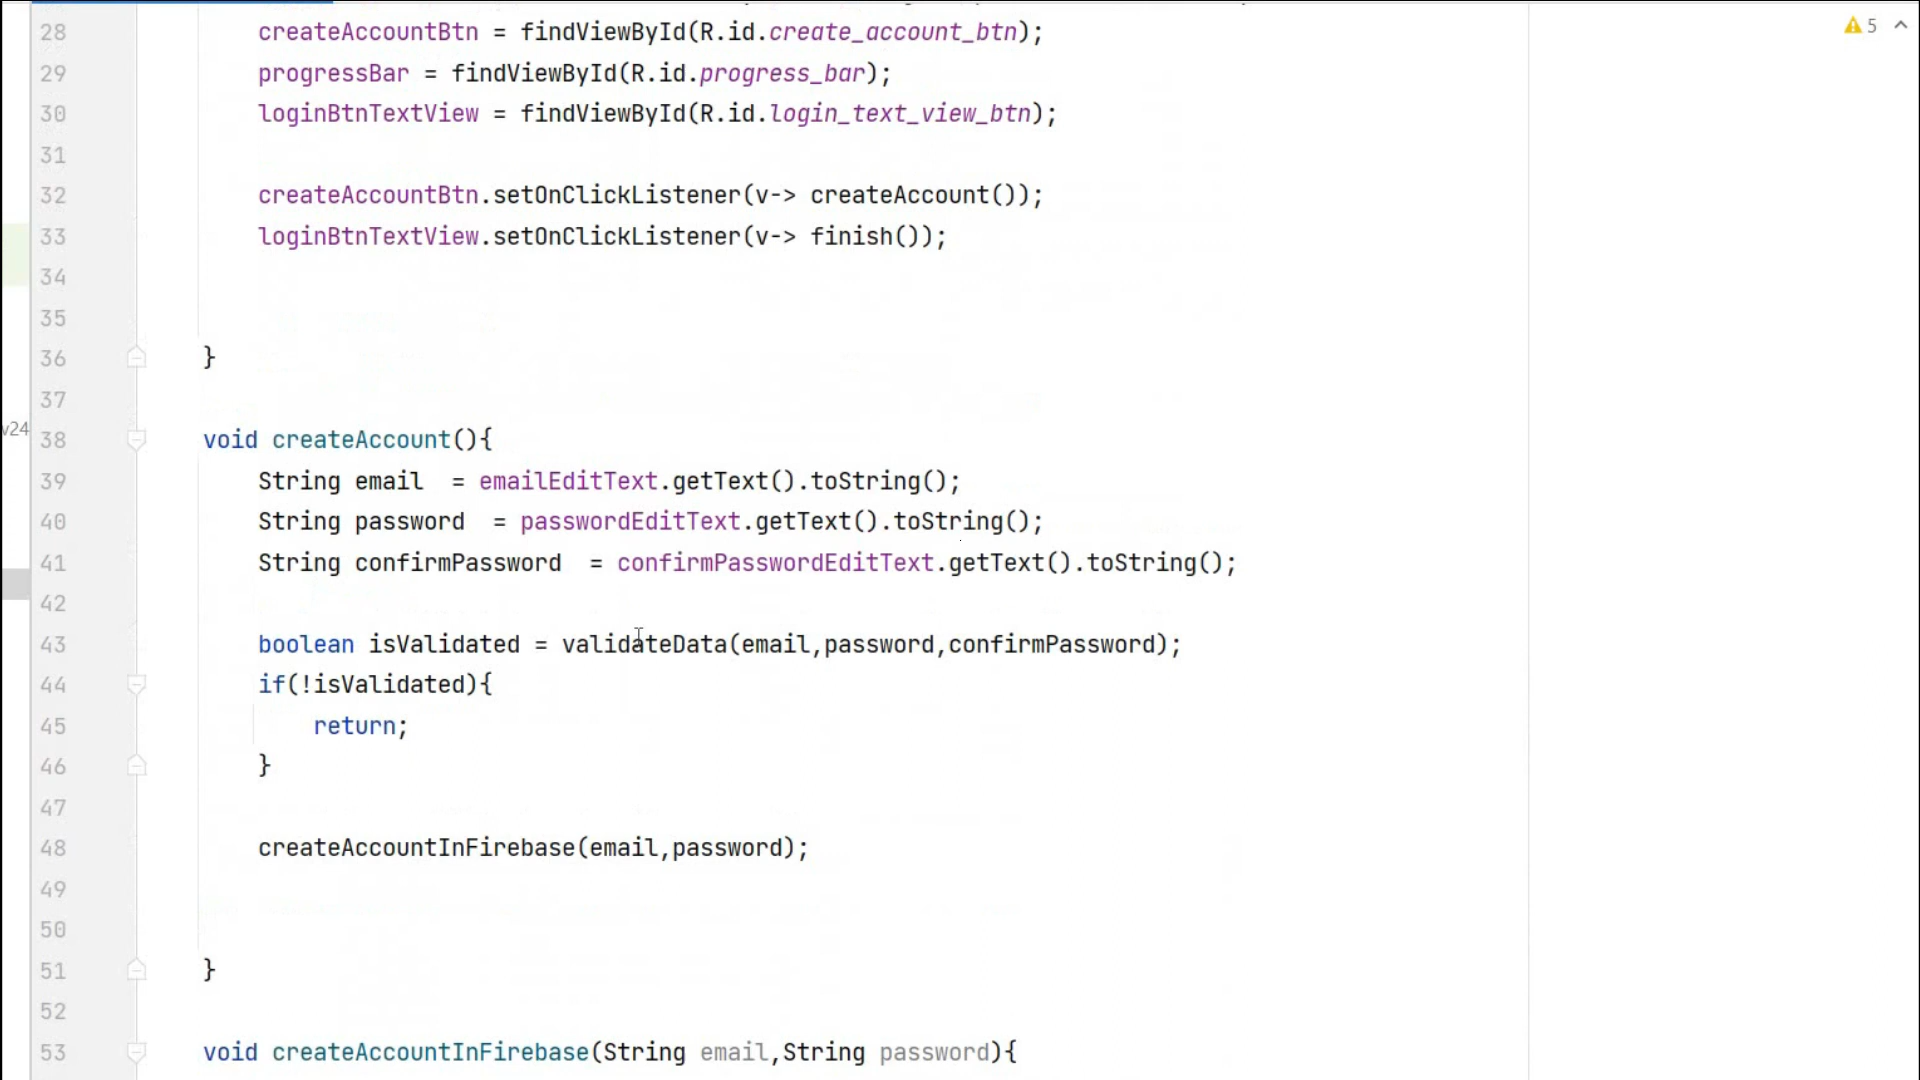 28 createAccountBtn = findViewById(R.id.create_account_btn);
5
29 progressBar = findViewById(R.id.progress_bar);
30 loginBtnTextView = findViewById(R.id.login_text_view_btn);
31
32 createAccountBtn.setOnClickListener(v-> createAccount());
33 loginBtnTextView.setOnClickListener(v-> finish());
34
35
36 }
37
v24
38 void createAccount(){
39 String email  = emailEditText.getText().toString();
40 String password  = passwordEditText.getText().toString();
41 String confirmPassword  = confirmPasswordEditText.getText().toString();
42
43 boolean isValidated = validateData(email,password,confirmPassword);
44 if(!isValidated){
45 return;
46 }
47
48 createAccountInFirebase(email,password);
49
50
51 }
52
53 void createAccountInFirebase(String email,String password){